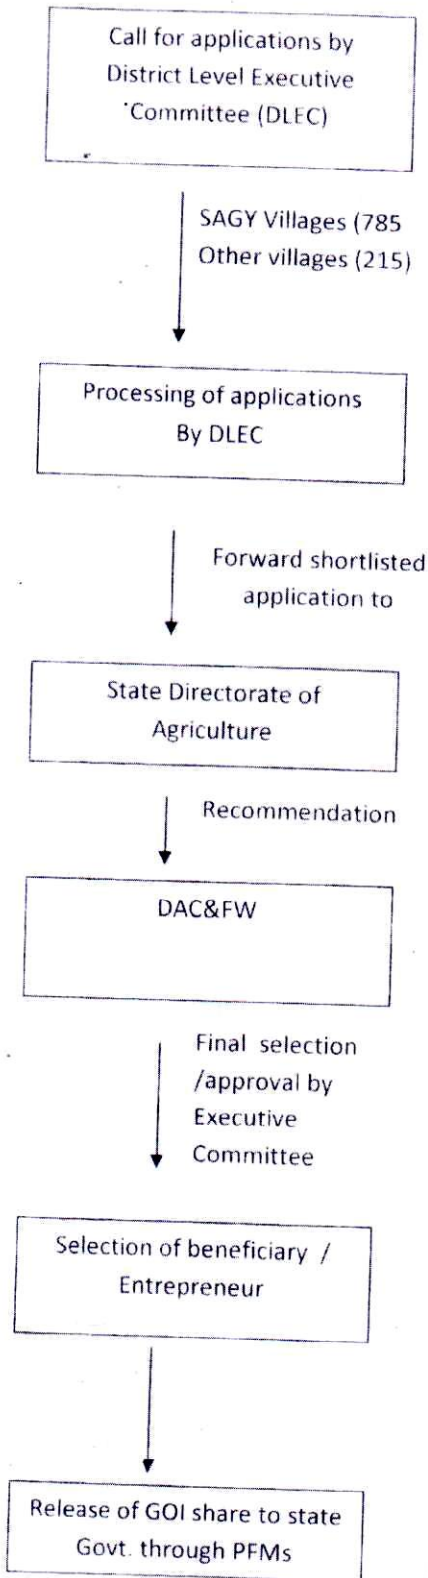 Call for applications by
District Level Executive
Committee (DLEC)
SAGY Villages (785
Other villages (215)
Processing of applications
By DLEC
Forward shortlisted
application to
State Directorate of
Agriculture
Recommendation
DAC&FW
Final selection
/approval by
Executive
Committee
Selection of beneficiary /
Entrepreneur
Release of GOI share to state
Govt. through PFMs